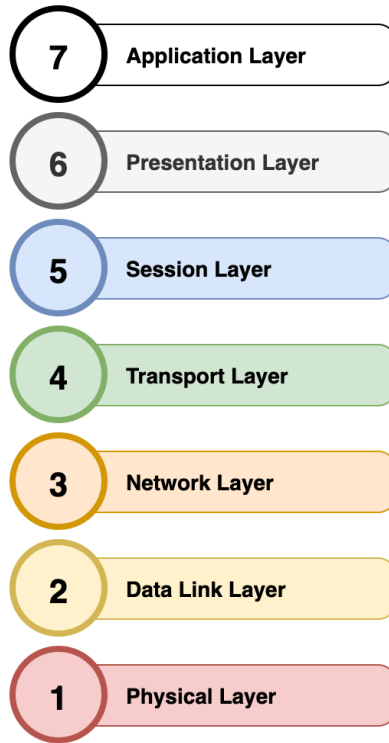 7 Application Layer
6 Presentation Layer
5 Session Layer
4 Transport Layer
3 Network Layer
2 Data Link Layer
1 Physical Layer